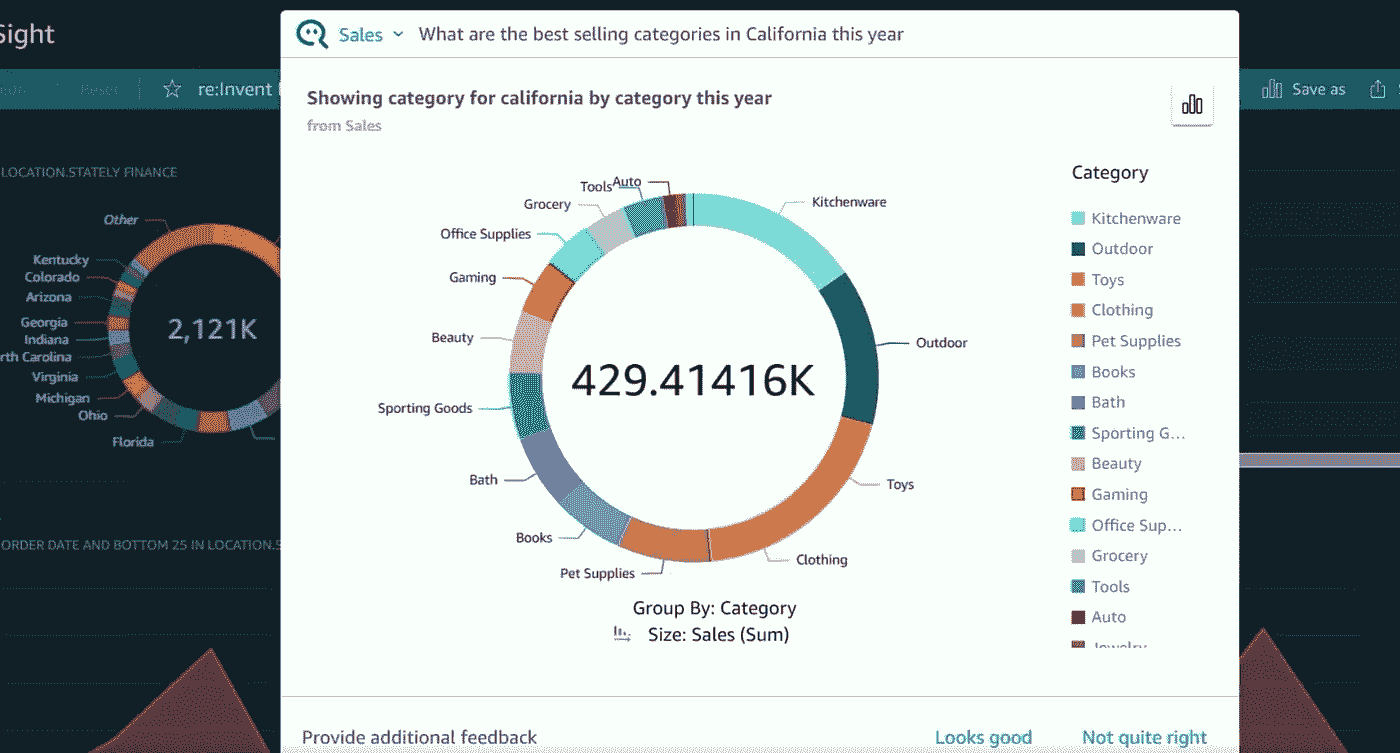 Sight
Sales
What are the best selling categories in California this year
Reset
re:Invent
Save as
Showing category for california by category this year
from Sales
LOCATION.STATELY FINANCE
Other
Kentucky
Colorado
Arizona
Georgia
Indiana
rth Carolina
Virginia
Michigan
Ohio
Florida
2,121K
Auto
Tools
Grocery
Office Supplies
Gaming
Beauty
Sporting Goods
Bath
Books
Pet Supplies
Clothing
Toys
Outdoor
Kitchenware
429.41416K
Group By: Category
Size: Sales (Sum)
Category
Kitchenware
Outdoor
Toys
Clothing
Pet Supplies
Books
Bath
Sporting G...
Beauty
Gaming
Office Sup...
Grocery
Tools
Auto
Jewelry
ORDER DATE AND BOTTOM 25 IN LOCATION.S
Provide additional feedback
Looks good
Not quite right